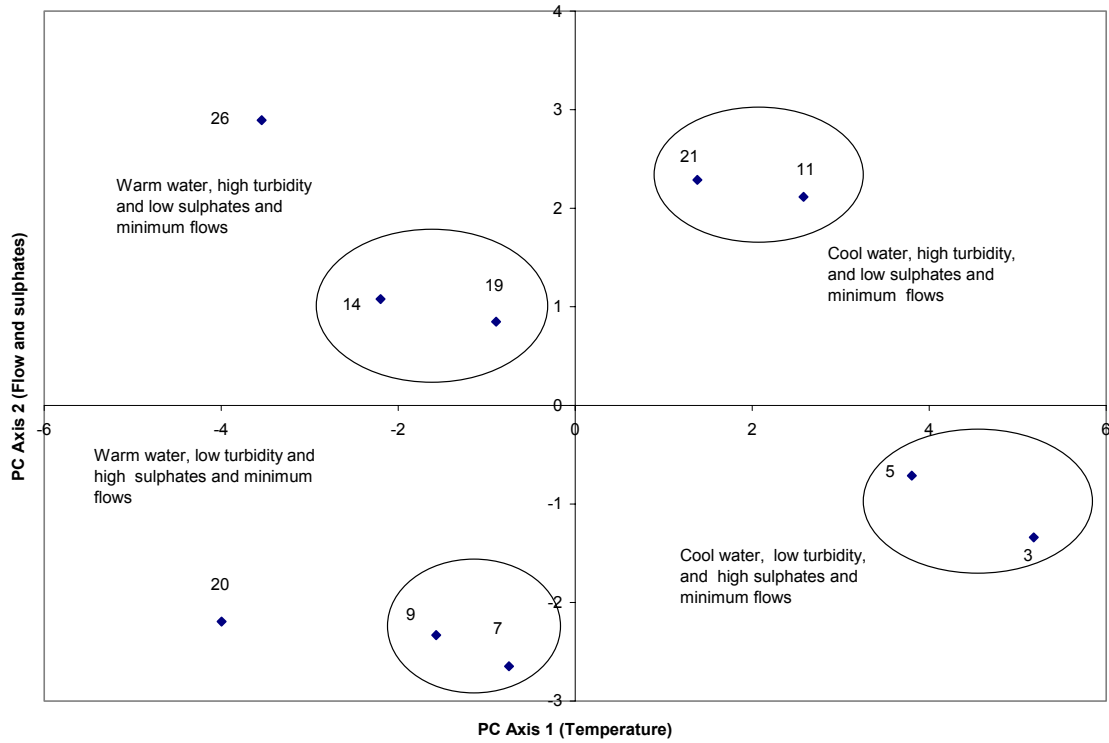 4
3
2
1
0
-1
-2
-3
-6
-4
-2
0
2
4
6
26
Warm water, high turbidity
and low sulphates and
minimum flows
21
11
Cool water, high turbidity,
and low sulphates and
minimum  flows
14
19
Warm water, low turbidity and
high  sulphates and minimum
flows
5
3
Cool water,  low turbidity,
and  high sulphates and
minimum flows
20
9
7
PC Axis 2 (Flow and sulphates)
PC Axis 1 (Temperature)